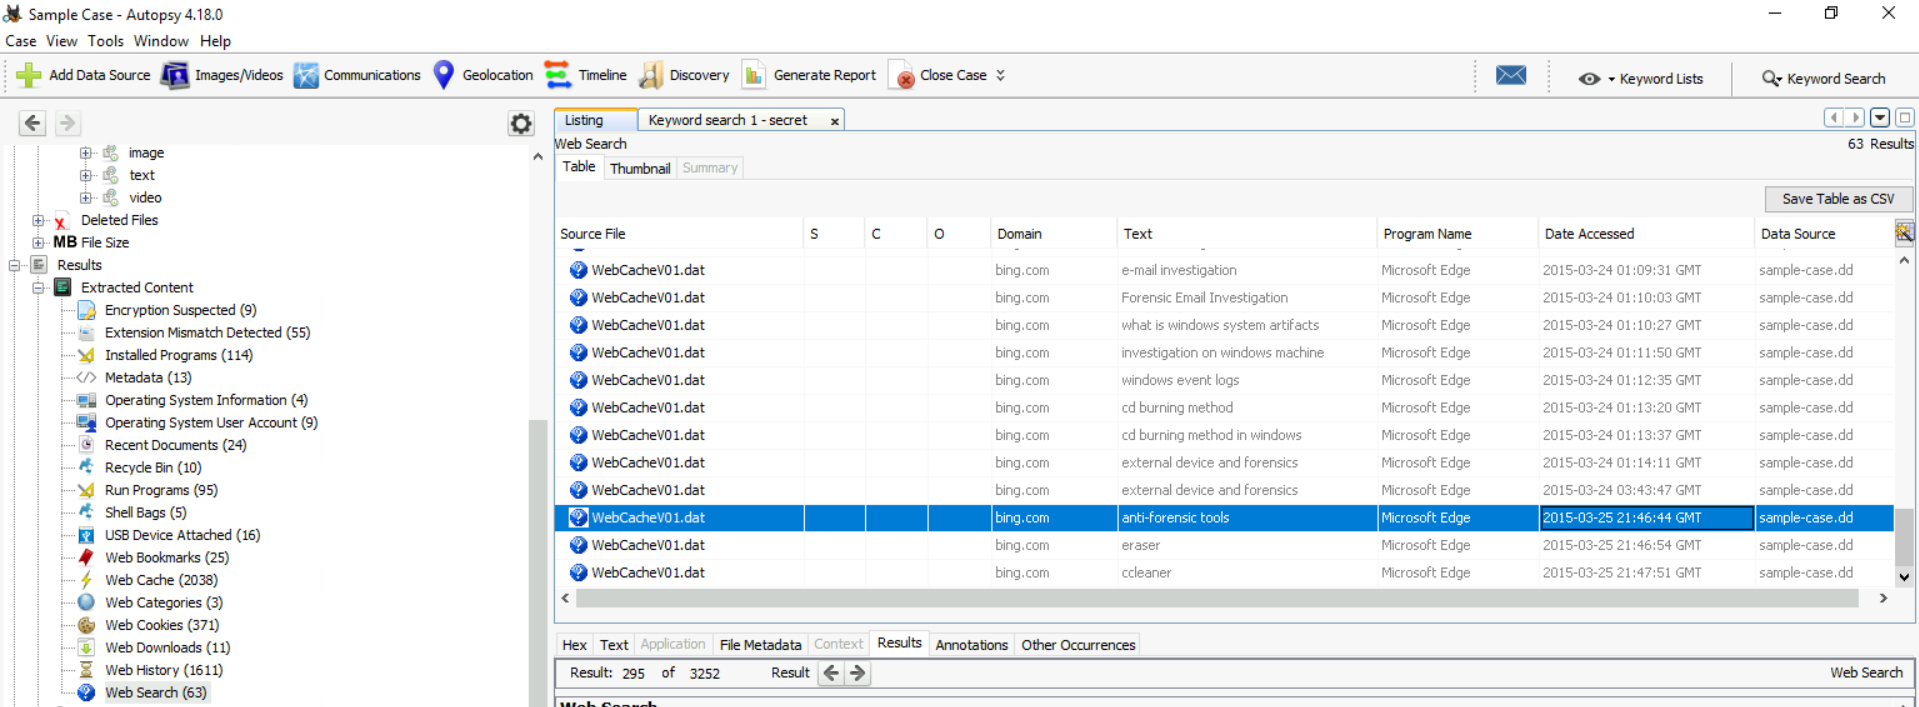 Sample Case - Autopsy 4.18.0
Case View Tools Window Help
Add Data Source Images/Videos Communications Geolocation Timeline Discovery Generate Report Close Case Keyword Lists Keyword Search
image
text
video
Deleted Files
MB File Size
Results
Extracted Content
Encryption Suspected (9)
Extension Mismatch Detected (55)
Installed Programs (114)
Metadata (13)
Operating System Information (4)
Operating System User Account (9)
Recent Documents (24)
Recycle Bin (10)
Run Programs (95)
Shell Bags (5)
USB Device Attached (16)
Web Bookmarks (25)
Web Cache (2038)
Web Categories (3)
Web Cookies (371)
Web Downloads (11)
Web History (1611)
Web Search (63)
Listing Keyword search 1 - secret x
Web Search 63 Results
Table Thumbnail Summary
Save Table as CSV
Source File S C O Domain Text Program Name Date Accessed Data Source
WebCacheV01.dat bing.com e-mail investigation Microsoft Edge 2015-03-24 01:09:31 GMT sample-case.dd
WebCacheV01.dat bing.com Forensic Email Investigation Microsoft Edge 2015-03-24 01:10:03 GMT sample-case.dd
WebCacheV01.dat bing.com what is windows system artifacts Microsoft Edge 2015-03-24 01:10:27 GMT sample-case.dd
WebCacheV01.dat bing.com investigation on windows machine Microsoft Edge 2015-03-24 01:11:50 GMT sample-case.dd
WebCacheV01.dat bing.com windows event logs Microsoft Edge 2015-03-24 01:12:35 GMT sample-case.dd
WebCacheV01.dat bing.com cd burning method Microsoft Edge 2015-03-24 01:13:20 GMT sample-case.dd
WebCacheV01.dat bing.com cd burning method in windows Microsoft Edge 2015-03-24 01:13:37 GMT sample-case.dd
WebCacheV01.dat bing.com external device and forensics Microsoft Edge 2015-03-24 01:14:11 GMT sample-case.dd
WebCacheV01.dat bing.com external device and forensics Microsoft Edge 2015-03-24 03:43:47 GMT sample-case.dd
WebCacheV01.dat bing.com anti-forensic tools Microsoft Edge 2015-03-25 21:46:44 GMT sample-case.dd
WebCacheV01.dat bing.com eraser Microsoft Edge 2015-03-25 21:46:54 GMT sample-case.dd
WebCacheV01.dat bing.com ccleaner Microsoft Edge 2015-03-25 21:47:51 GMT sample-case.dd
Hex Text Application File Metadata Context Results Annotations Other Occurrences
Result: 295 of 3252 Result Web Search
Web Search